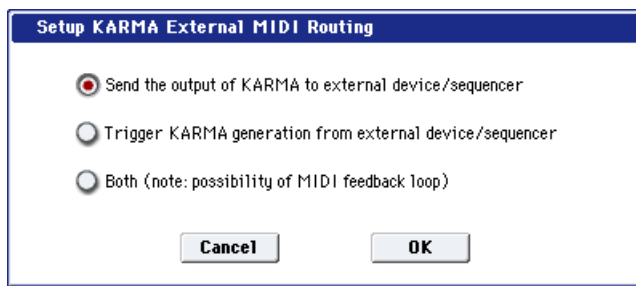 Setup KARMA External MIDI Routing
Send the output of KARMA to external device/sequencer
Trigger KARMA generation from external device/sequencer
Both (note: possibility of MIDI feedback loop)
Cancel OK